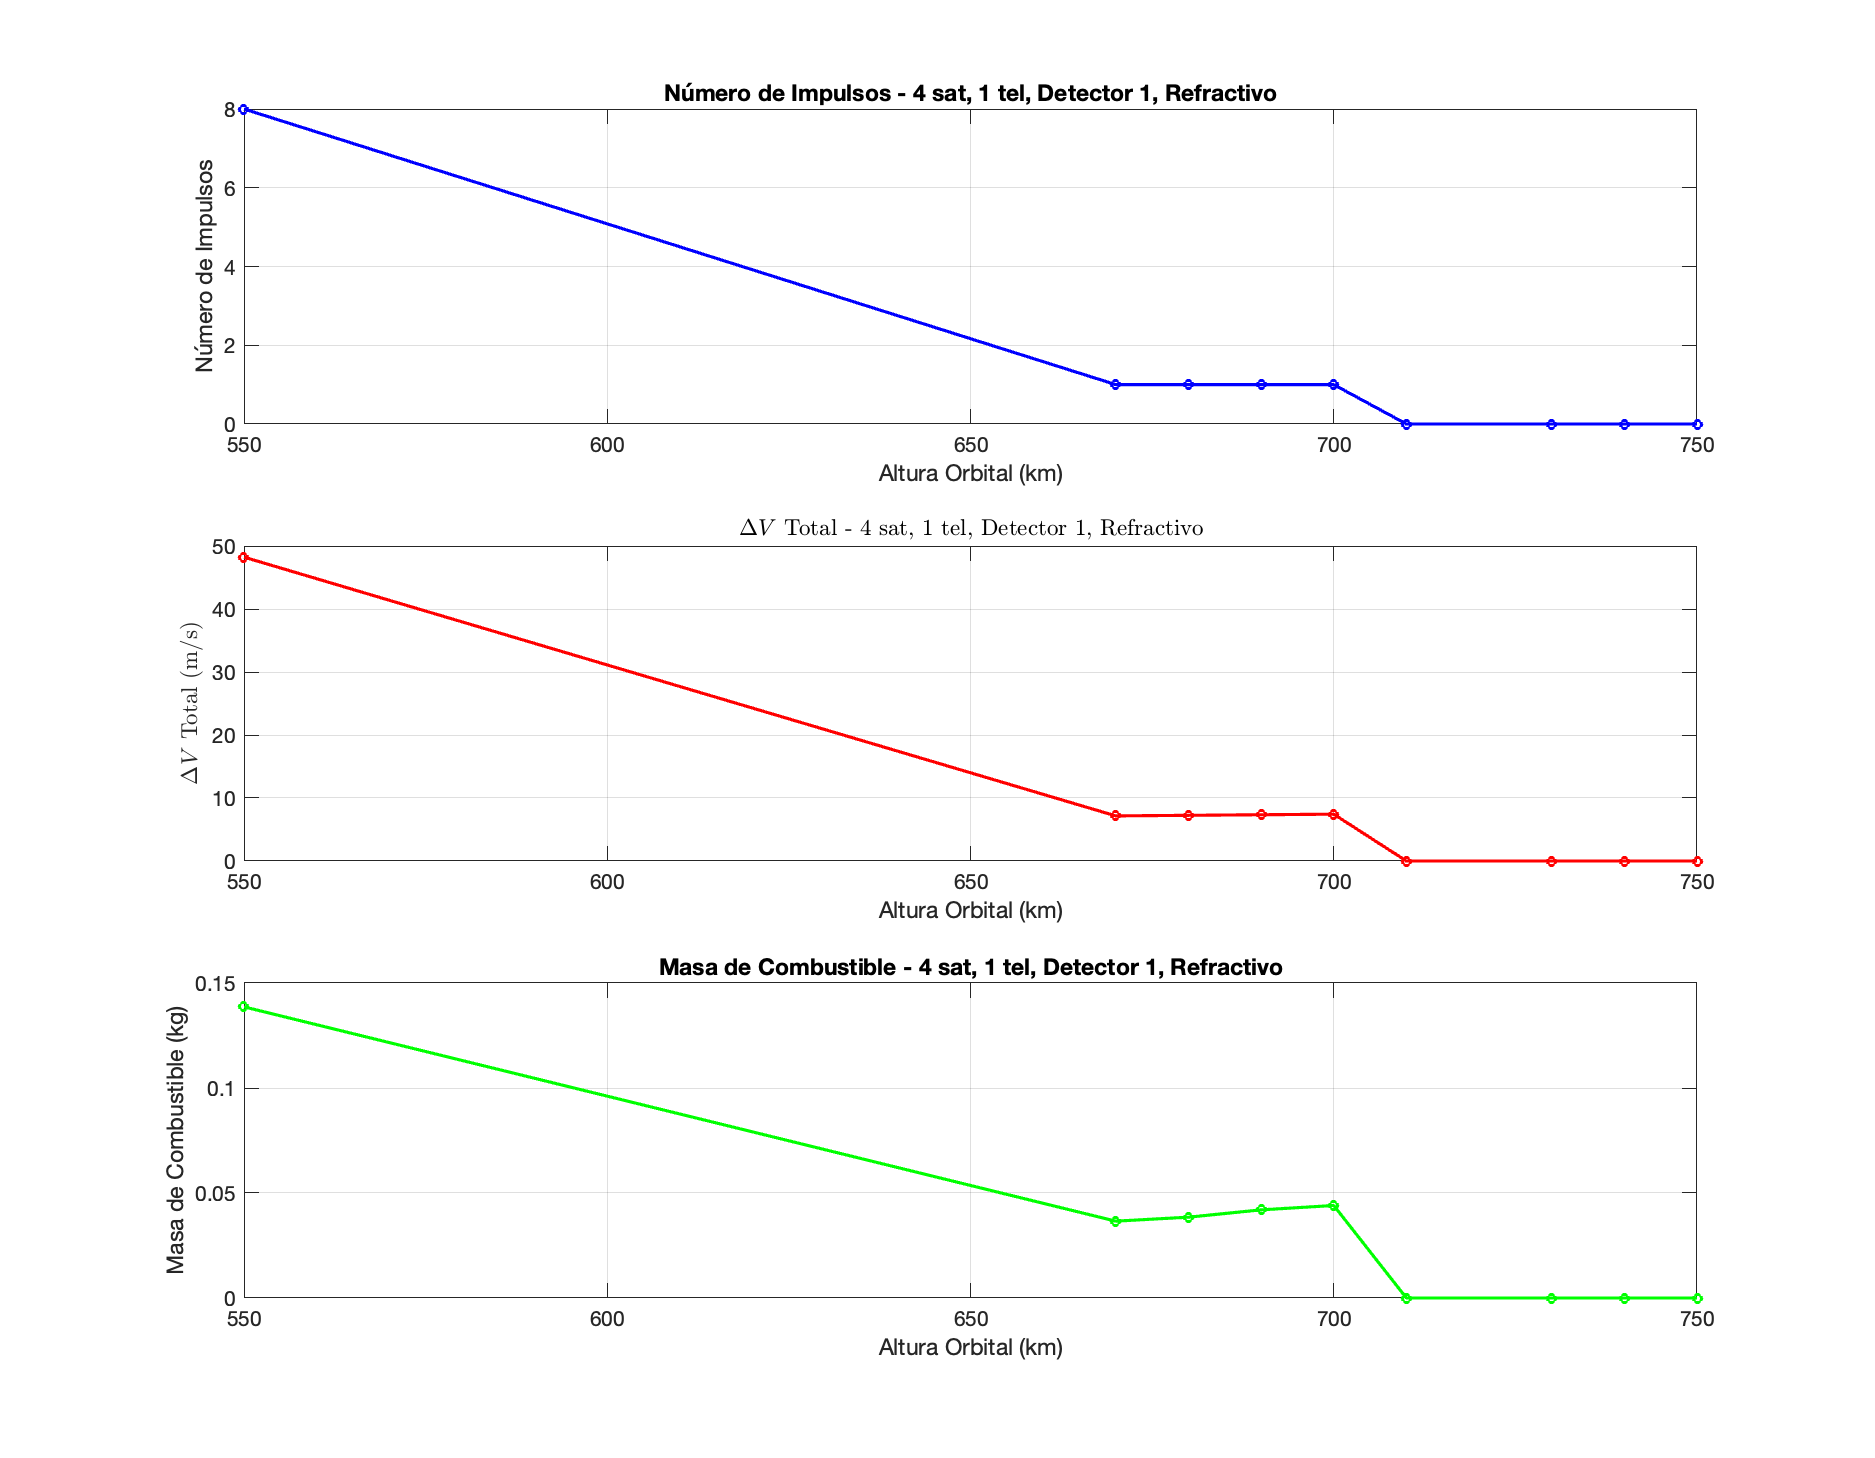 Número de Impulsos - 4 sat, 1 tel, Detector 1, Refractivo
Número de Impulsos
8
6
4
2
0
550 600 650 700 750
Altura Orbital (km)
ΔV Total - 4 sat, 1 tel, Detector 1, Refractivo
ΔV Total (m/s)
50
40
30
20
10
0
550 600 650 700 750
Altura Orbital (km)
Masa de Combustible - 4 sat, 1 tel, Detector 1, Refractivo
Masa de Combustible (kg)
0.15
0.1
0.05
0
550 600 650 700 750
Altura Orbital (km)